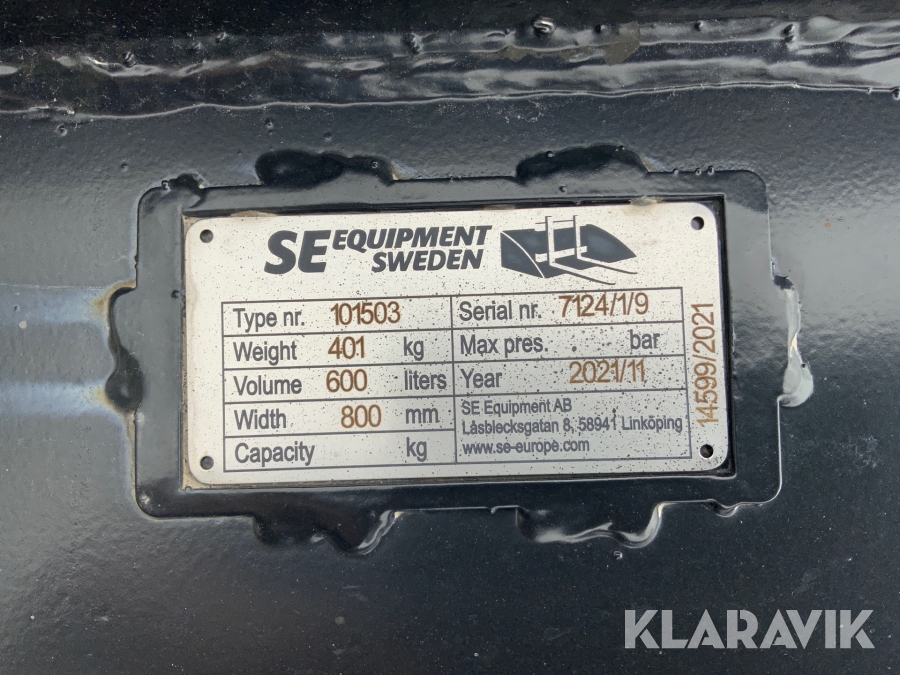 SE EQUIPMENT
SWEDEN
Type nr. 101503
Serial nr. 7124/1/9
Weight 401 kg
Max pres. bar
Volume 600 liters
Year 2021/11
Width 800 mm
SE Equipment AB
Låsblecksgatan 8, 58941 Linköping
www.se-europe.com
Capacity kg
14599/2021
KLARAVIK